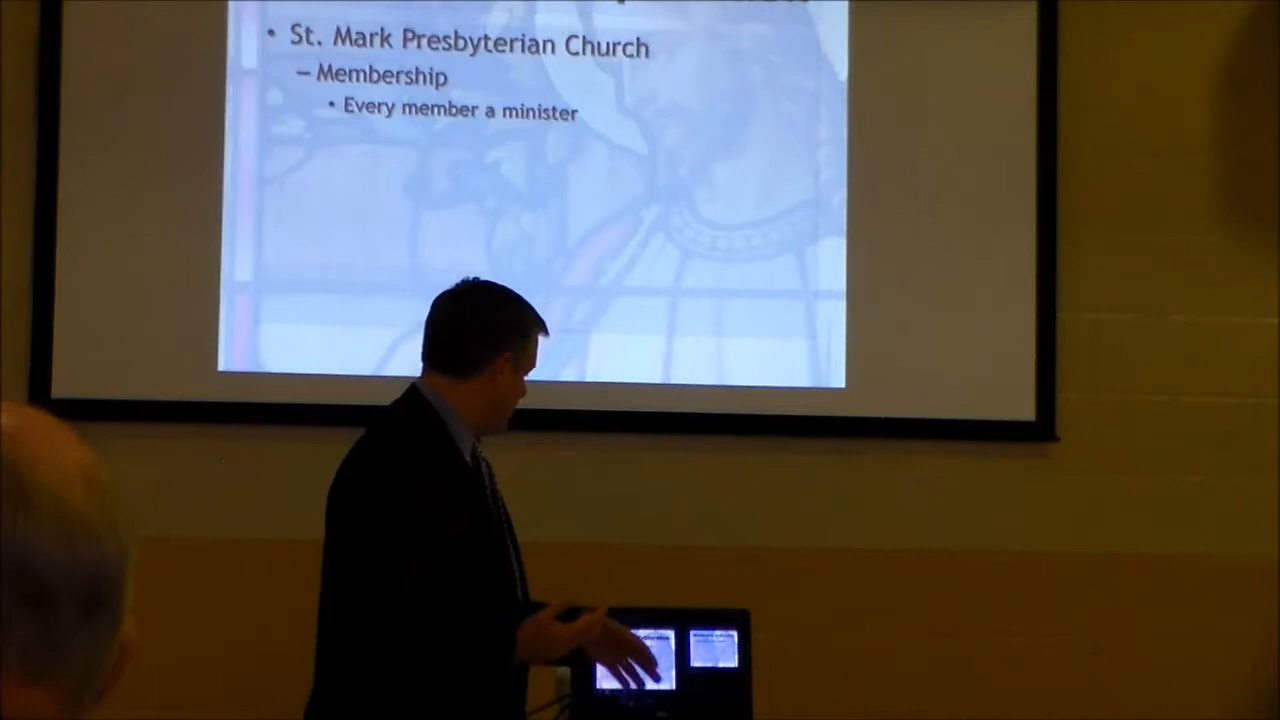 • St. Mark Presbyterian Church
– Membership
• Every member a minister